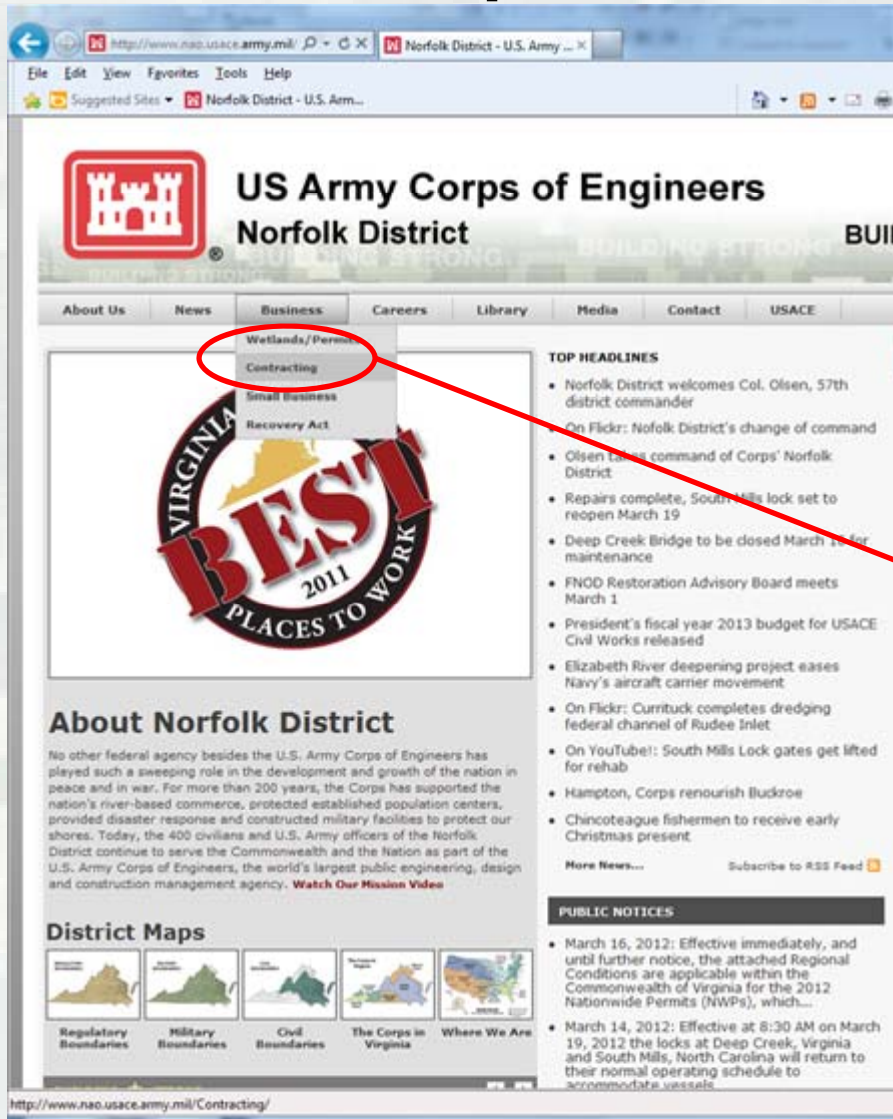 http://www.nao.usace.army.mil/
Norfolk District - U.S. Army ...
File Edit View Favorites Tools Help
Suggested Sites
Norfolk District - U.S. Arm...
US Army Corps of Engineers
Norfolk District
BUILDING STRONG
BUI
About Us News Business Careers Library Media Contact USACE
Wetlands/Permits
Contracting
Small Business
Recovery Act
VIRGINIA
BEST
2011
PLACES TO WORK
About Norfolk District
No other federal agency besides the U.S. Army Corps of Engineers has
played such a sweeping role in the development and growth of the nation in
peace and in war. For more than 200 years, the Corps has supported the
nation's river-based commerce, protected established population centers,
provided disaster response and constructed military facilities to protect our
shores. Today, the 400 civilians and U.S. Army officers of the Norfolk
District continue to serve the Commonwealth and the Nation as part of the
U.S. Army Corps of Engineers, the world's largest public engineering, design
and construction management agency. Watch Our Mission Video
District Maps
Regulatory
Boundaries
Military
Boundaries
Civil
Boundaries
The Corps in
Virginia
Where We Are
TOP HEADLINES
Norfolk District welcomes Col. Olsen, 57th
district commander
On Flickr: Nofolk District's change of command
Olsen takes command of Corps' Norfolk
District
Repairs complete, South Mills lock set to
reopen March 19
Deep Creek Bridge to be closed March 16 for
maintenance
FNOD Restoration Advisory Board meets
March 1
President's fiscal year 2013 budget for USACE
Civil Works released
Elizabeth River deepening project eases
Navy's aircraft carrier movement
On Flickr: Currituck completes dredging
federal channel of Rudee Inlet
On YouTube!: South Mills Lock gates get lifted
for rehab
Hampton, Corps renourish Buckroe
Chincoteague fishermen to receive early
Christmas present
More News... Subscribe to RSS Feed
PUBLIC NOTICES
March 16, 2012: Effective immediately, and
until further notice, the attached Regional
Conditions are applicable within the
Commonwealth of Virginia for the 2012
Nationwide Permits (NWPs), which...
March 14, 2012: Effective at 8:30 AM on March
19, 2012 the locks at Deep Creek, Virginia
and South Mills, North Carolina will return to
their normal operating schedule to
accommodate vessels
http://www.nao.usace.army.mil/Contracting/